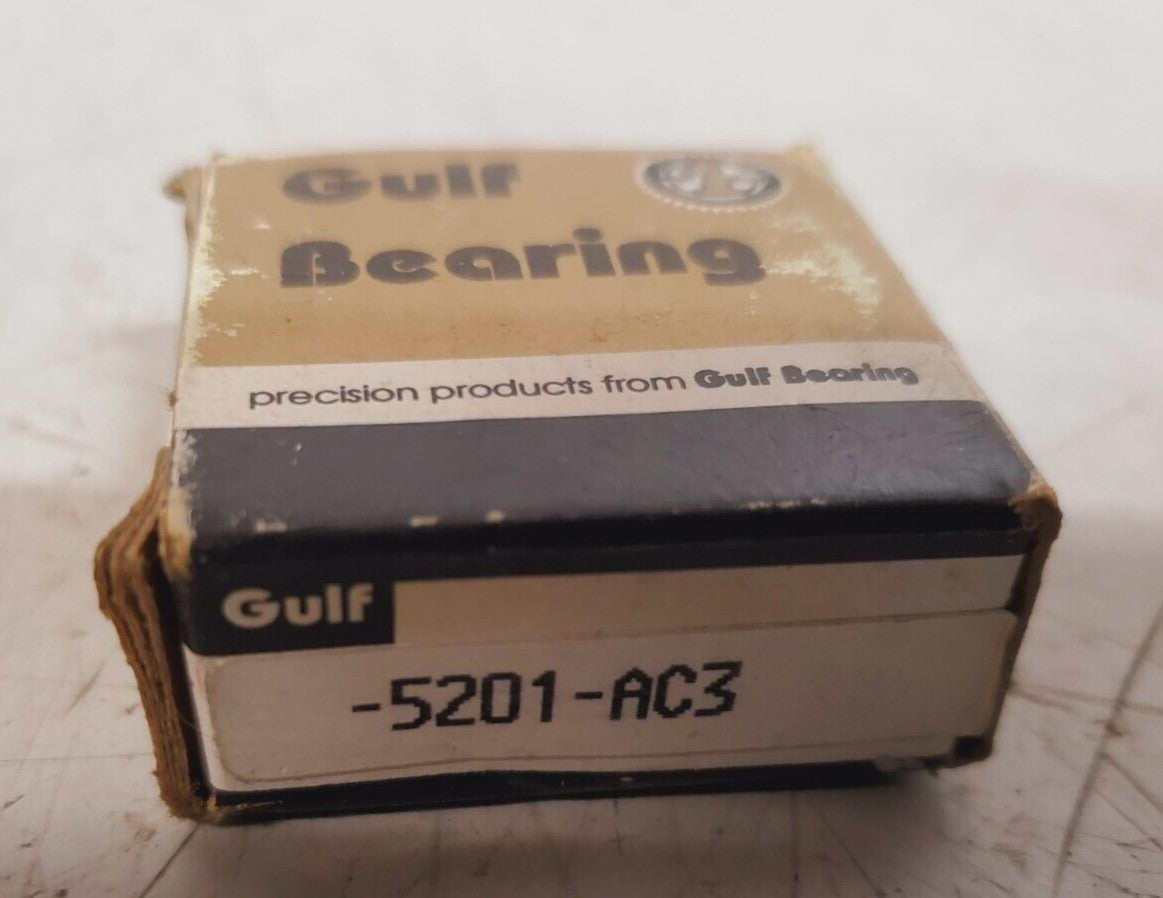 Gulf
Bearing
precision products from Gulf Bearing
Gulf
-5201-AC3